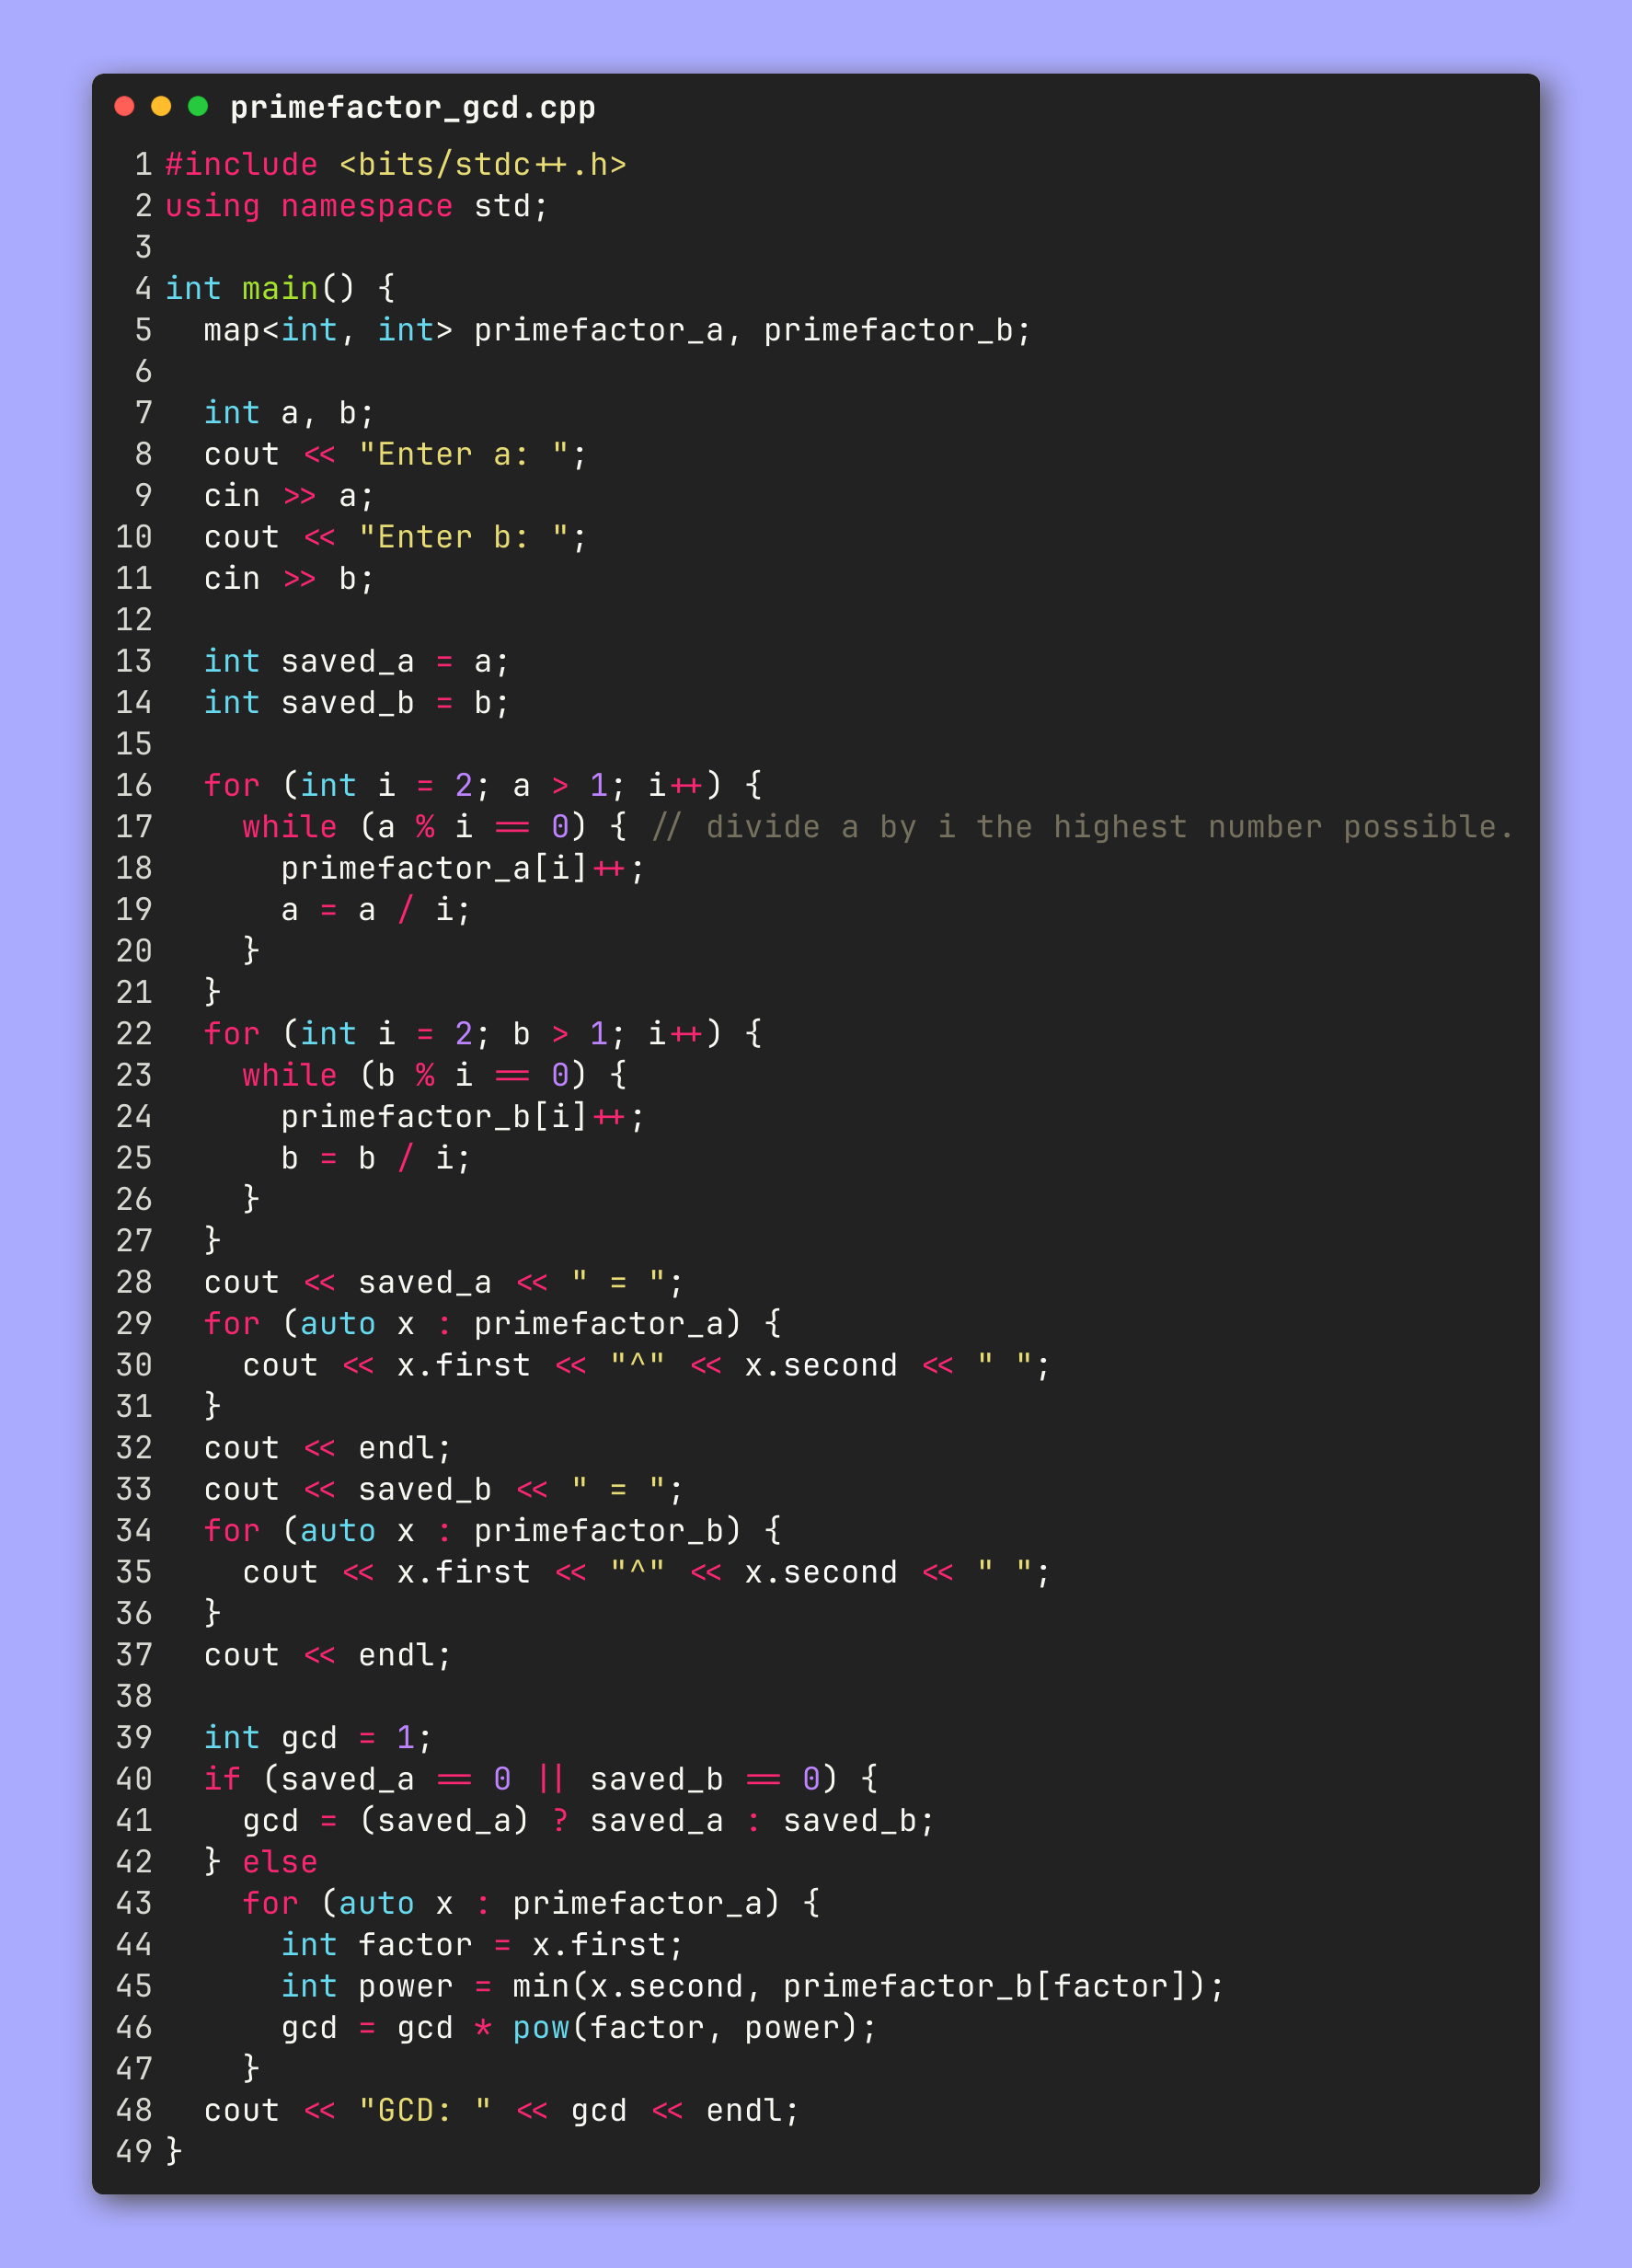 primefactor_gcd.cpp
1 #include <bits/stdc++.h>
2 using namespace std;
3
4 int main() {
5   map<int, int> primefactor_a, primefactor_b;
6
7   int a, b;
8   cout << "Enter a: ";
9   cin >> a;
10   cout << "Enter b: ";
11   cin >> b;
12
13   int saved_a = a;
14   int saved_b = b;
15
16   for (int i = 2; a > 1; i++) {
17     while (a % i == 0) { // divide a by i the highest number possible.
18       primefactor_a[i]++;
19       a = a / i;
20     }
21   }
22   for (int i = 2; b > 1; i++) {
23     while (b % i == 0) {
24       primefactor_b[i]++;
25       b = b / i;
26     }
27   }
28   cout << saved_a << " = ";
29   for (auto x : primefactor_a) {
30     cout << x.first << "^" << x.second << " ";
31   }
32   cout << endl;
33   cout << saved_b << " = ";
34   for (auto x : primefactor_b) {
35     cout << x.first << "^" << x.second << " ";
36   }
37   cout << endl;
38
39   int gcd = 1;
40   if (saved_a == 0 || saved_b == 0) {
41     gcd = (saved_a) ? saved_a : saved_b;
42   } else
43     for (auto x : primefactor_a) {
44       int factor = x.first;
45       int power = min(x.second, primefactor_b[factor]);
46       gcd = gcd * pow(factor, power);
47     }
48   cout << "GCD: " << gcd << endl;
49 }